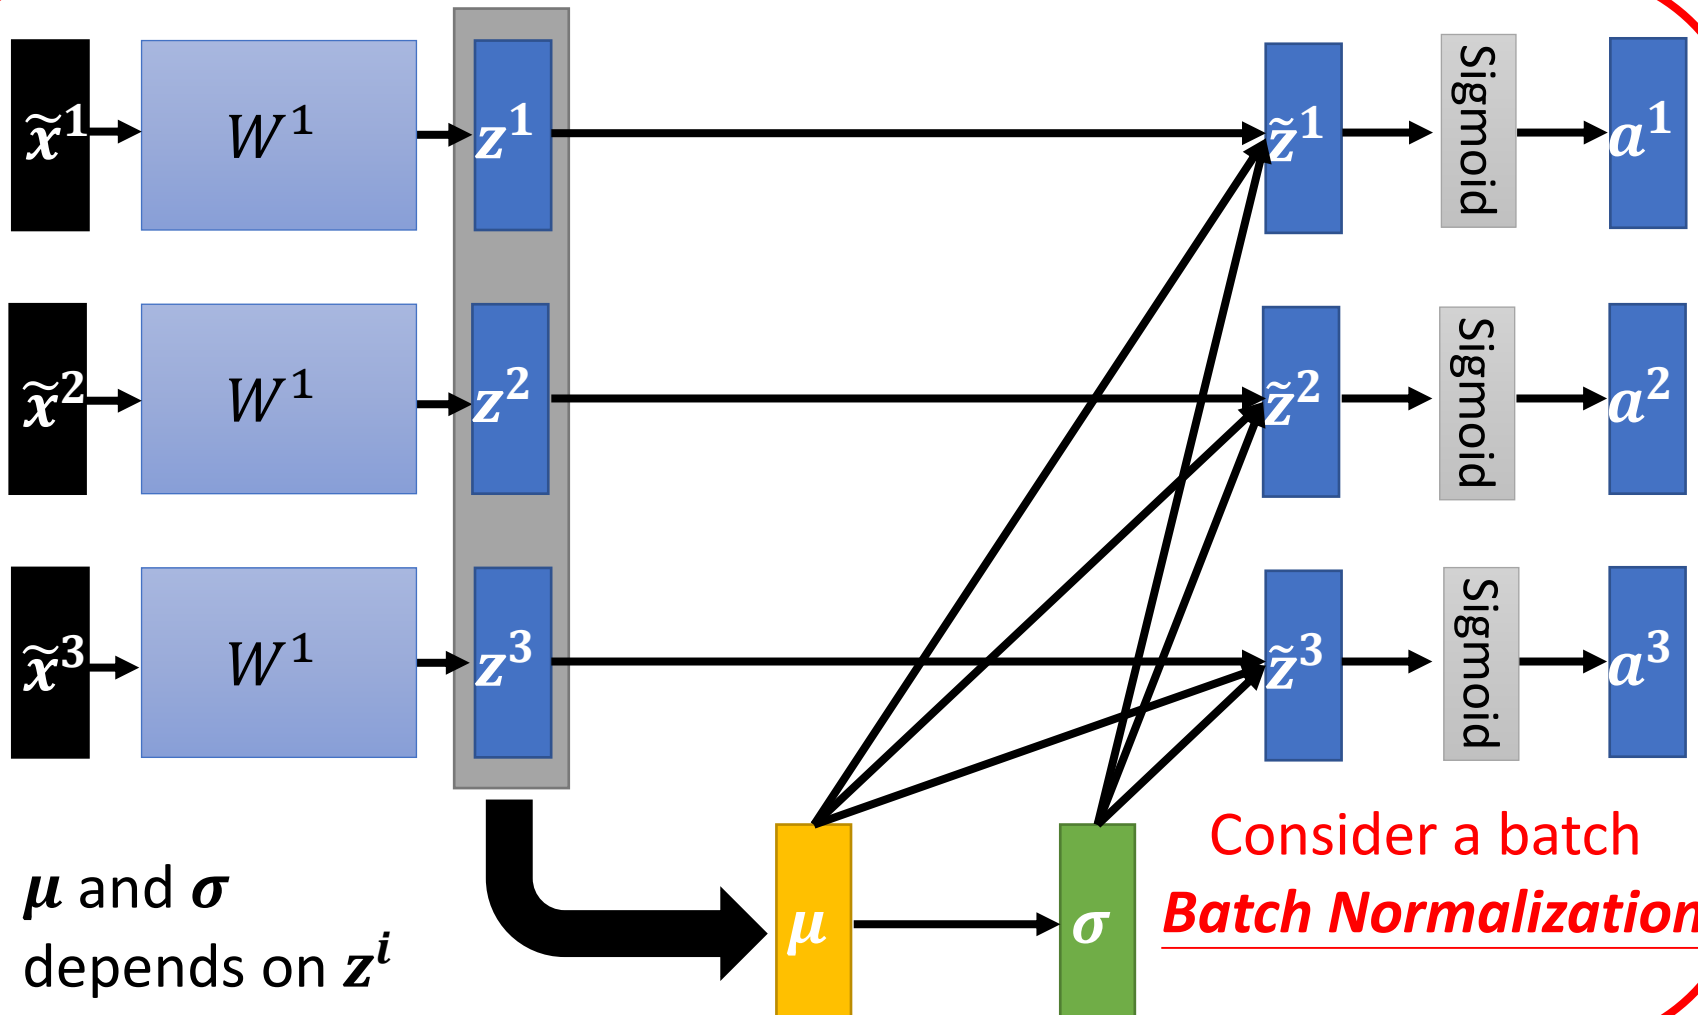 x̃¹ W¹ z¹ z̃¹ Sigmoid a¹
x̃² W¹ z² z̃² Sigmoid a²
x̃³ W¹ z³ z̃³ Sigmoid a³
μ and σ
depends on zⁱ
μ σ
Consider a batch
Batch Normalization